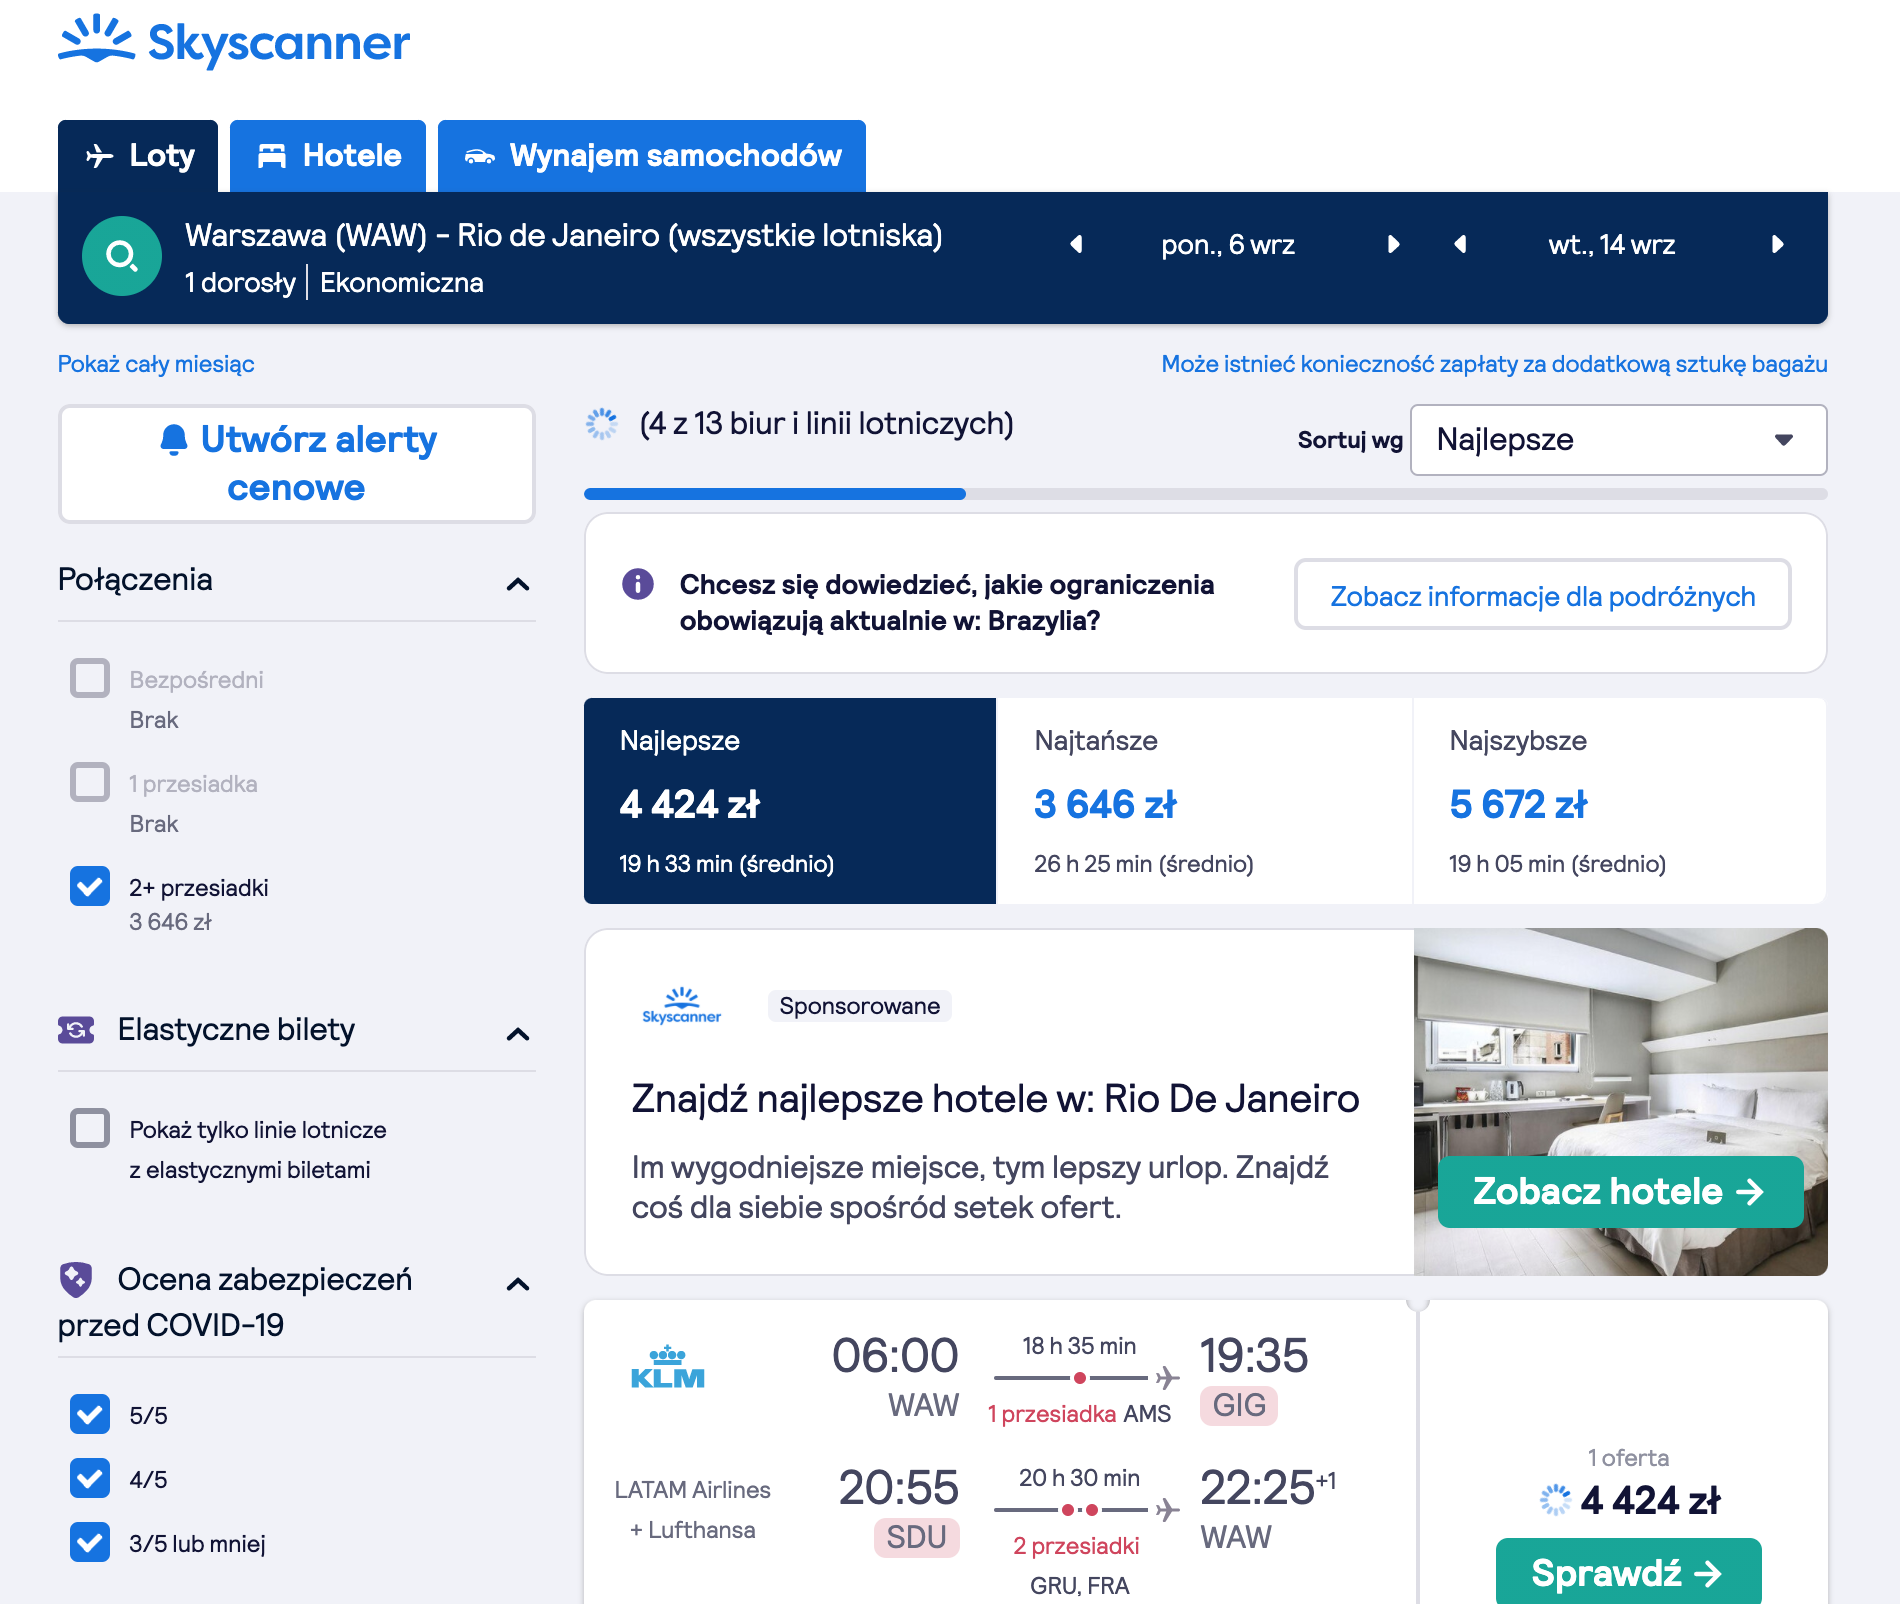 Skyscanner
Loty
Hotele
Wynajem samochodów
Warszawa (WAW) - Rio de Janeiro (wszystkie lotniska)
1 dorosły
Ekonomiczna
pon., 6 wrz
wt., 14 wrz
Pokaż cały miesiąc
Może istnieć konieczność zapłaty za dodatkową sztukę bagażu
Utwórz alerty
cenowe
(4 z 13 biur i linii lotniczych)
Sortuj wg
Najlepsze
Chcesz się dowiedzieć, jakie ograniczenia
obowiązują aktualnie w: Brazylia?
Zobacz informacje dla podróżnych
Połączenia
Bezpośredni
Brak
1 przesiadka
Brak
2+ przesiadki
3 646 zł
Elastyczne bilety
Pokaż tylko linie lotnicze
z elastycznymi biletami
Ocena zabezpieczeń
przed COVID-19
5/5
4/5
3/5 lub mniej
Najlepsze
4 424 zł
19 h 33 min (średnio)
Najtańsze
3 646 zł
26 h 25 min (średnio)
Najszybsze
5 672 zł
19 h 05 min (średnio)
Skyscanner
Sponsorowane
Znajdź najlepsze hotele w: Rio De Janeiro
Im wygodniejsze miejsce, tym lepszy urlop. Znajdź
coś dla siebie spośród setek ofert.
Zobacz hotele
KLM
06:00
WAW
18 h 35 min
1 przesiadka AMS
19:35
GIG
LATAM Airlines
+ Lufthansa
20:55
SDU
20 h 30 min
2 przesiadki
GRU, FRA
22:25+1
WAW
1 oferta
4 424 zł
Sprawdź